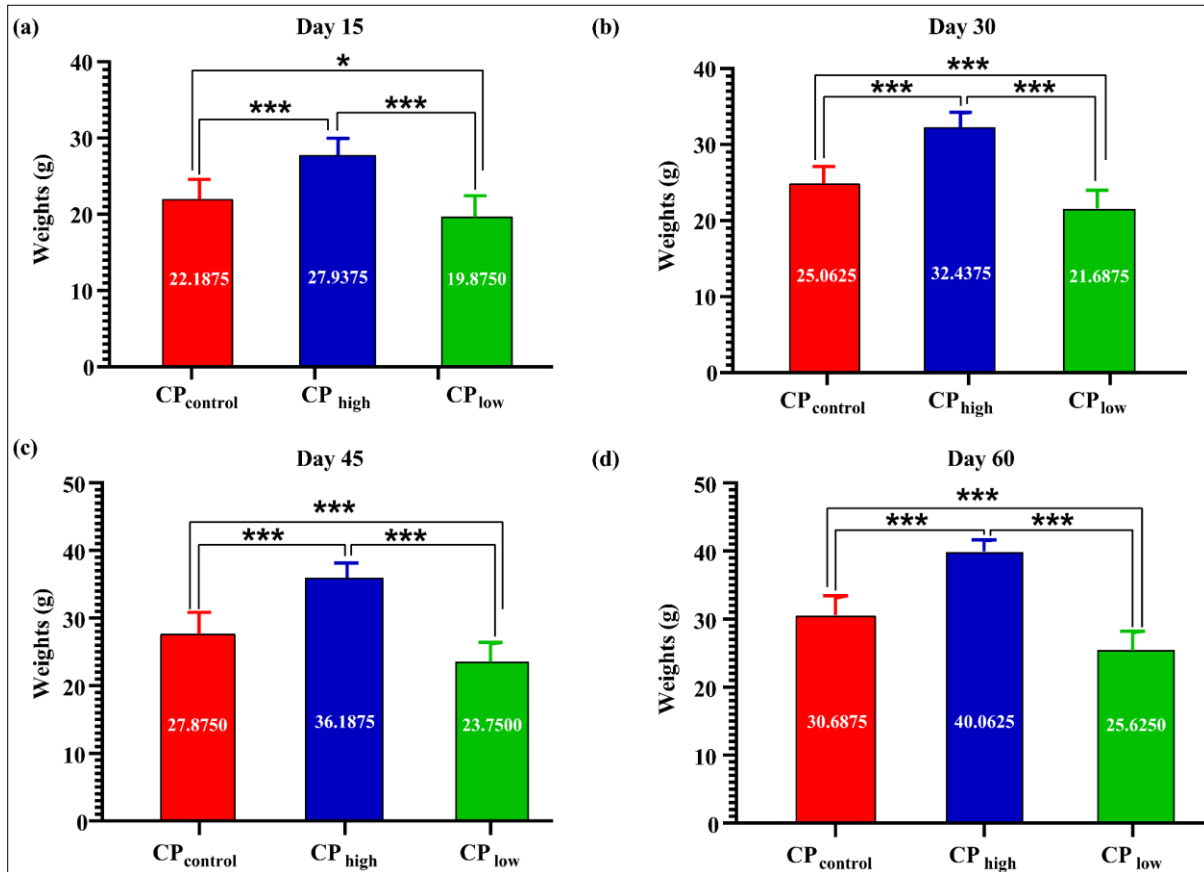 (a)
Day 15
Weights (g)
40
30
20
10
0
*
***
***
22.1875
27.9375
19.8750
CPcontrol
CP high
CPlow
(b)
Day 30
Weights (g)
40
30
20
10
0
***
***
***
25.0625
32.4375
21.6875
CPcontrol
CP high
CPlow
(c)
Day 45
Weights (g)
50
40
30
20
10
0
***
***
***
27.8750
36.1875
23.7500
CPcontrol
CP high
CPlow
(d)
Day 60
Weights (g)
50
40
30
20
10
0
***
***
***
30.6875
40.0625
25.6250
CPcontrol
CP high
CPlow